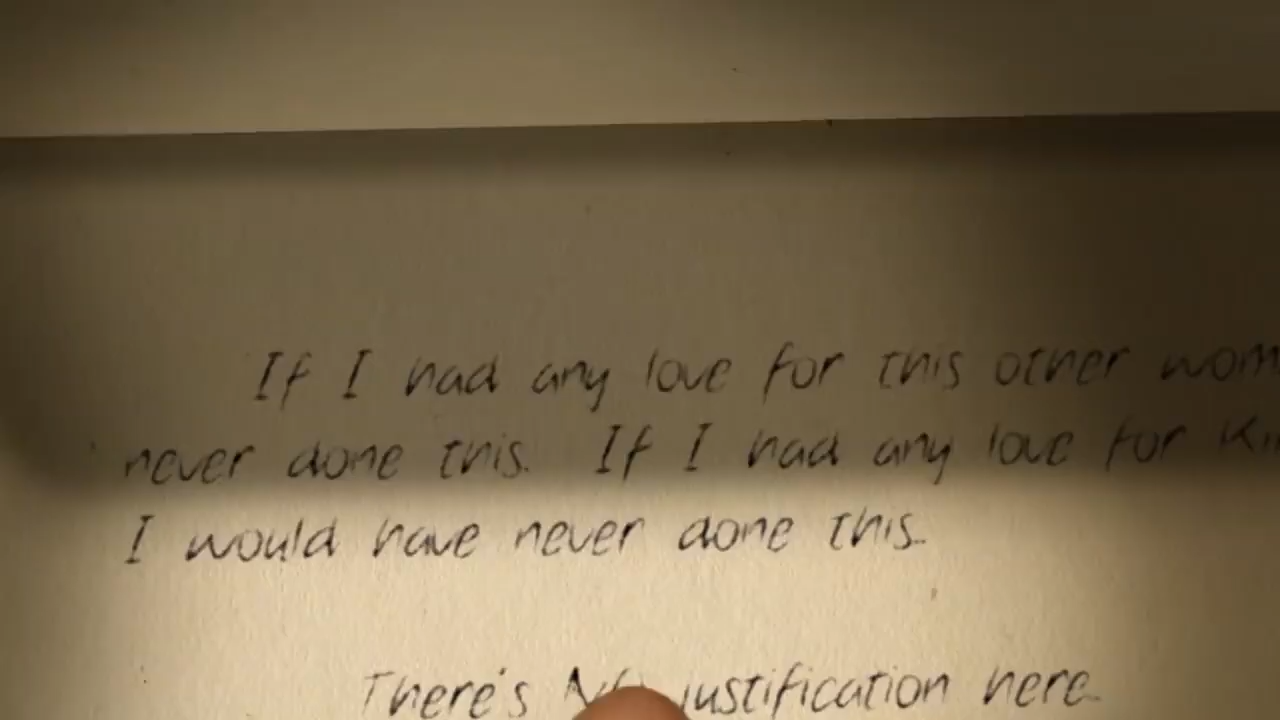 If I had any love for this other
never done this. If I had any love for
I would have never done this.
There's justification here.